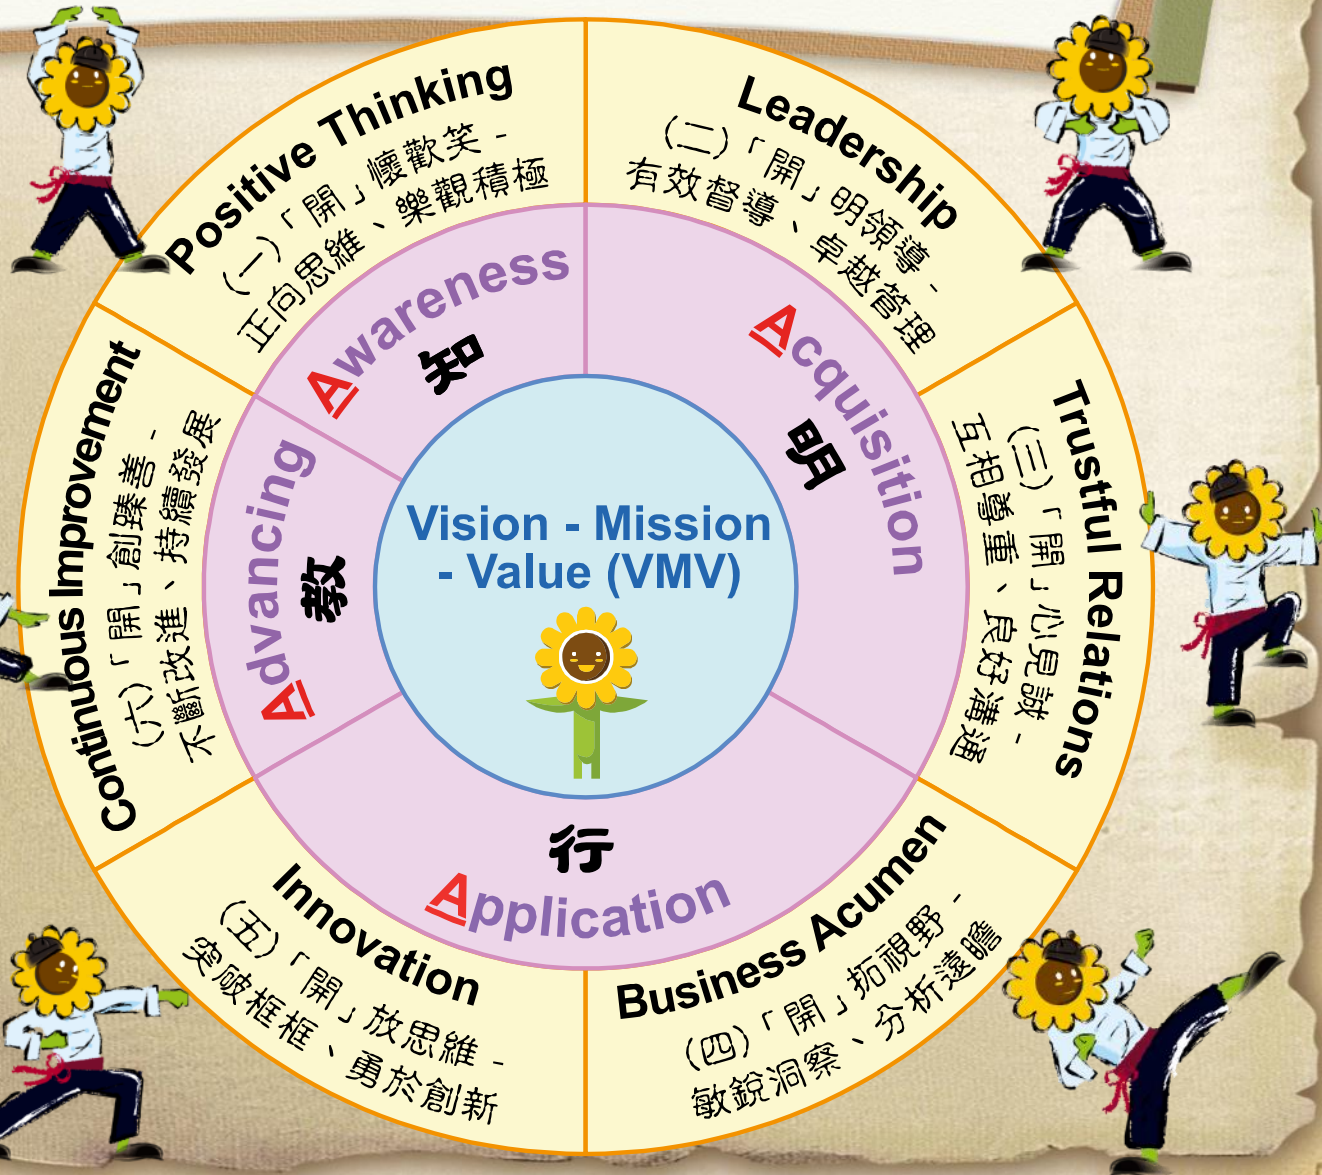 Positive Thinking
(一)「開」懷歡笑 -
正向思維、樂觀積極
Leadership
(二)「開」明領導 -
有效督導、卓越管理
Trustful Relations
(三)「開」心見誠 -
互相尊重、良好溝通
Business Acumen
(四)「開」拓視野 -
敏銳洞察、分析遠瞻
Innovation
(五)「開」放思維 -
突破框框、勇於創新
Continuous Improvement
(六)「開」創臻善 -
不斷改進、持續發展
Awareness
知
Acquisition
明
Application
行
Advancing
教
Vision - Mission
- Value (VMV)